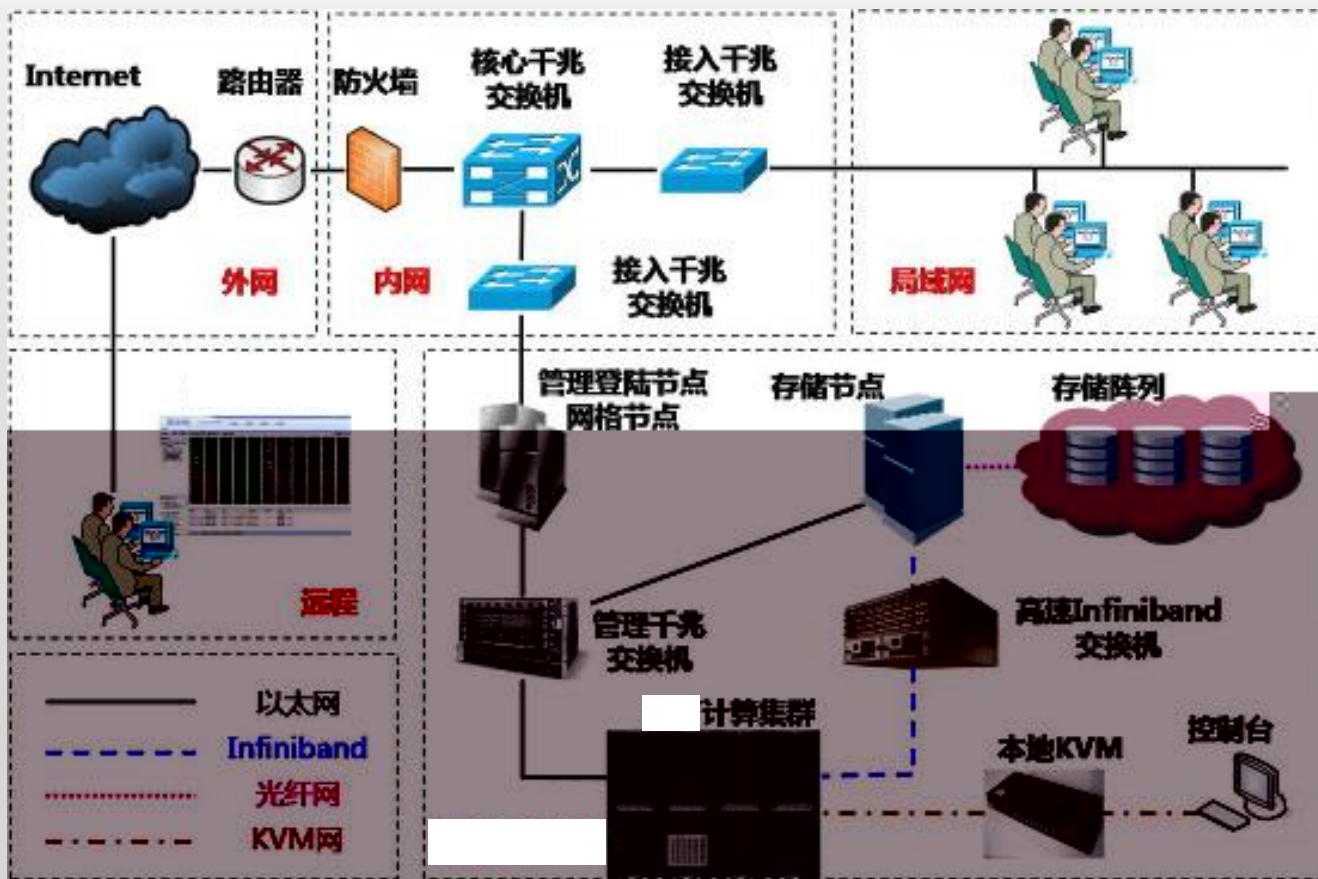 Internet
路由器
防火墙
核心千兆
交换机
接入千兆
交换机
外网
内网
接入千兆
交换机
局域网
管理登陆节点
网格节点
存储节点
存储阵列
远程
管理千兆
交换机
高速Infiniband
交换机
以太网
Infiniband
光纤网
KVM网
计算集群
本地KVM
控制台